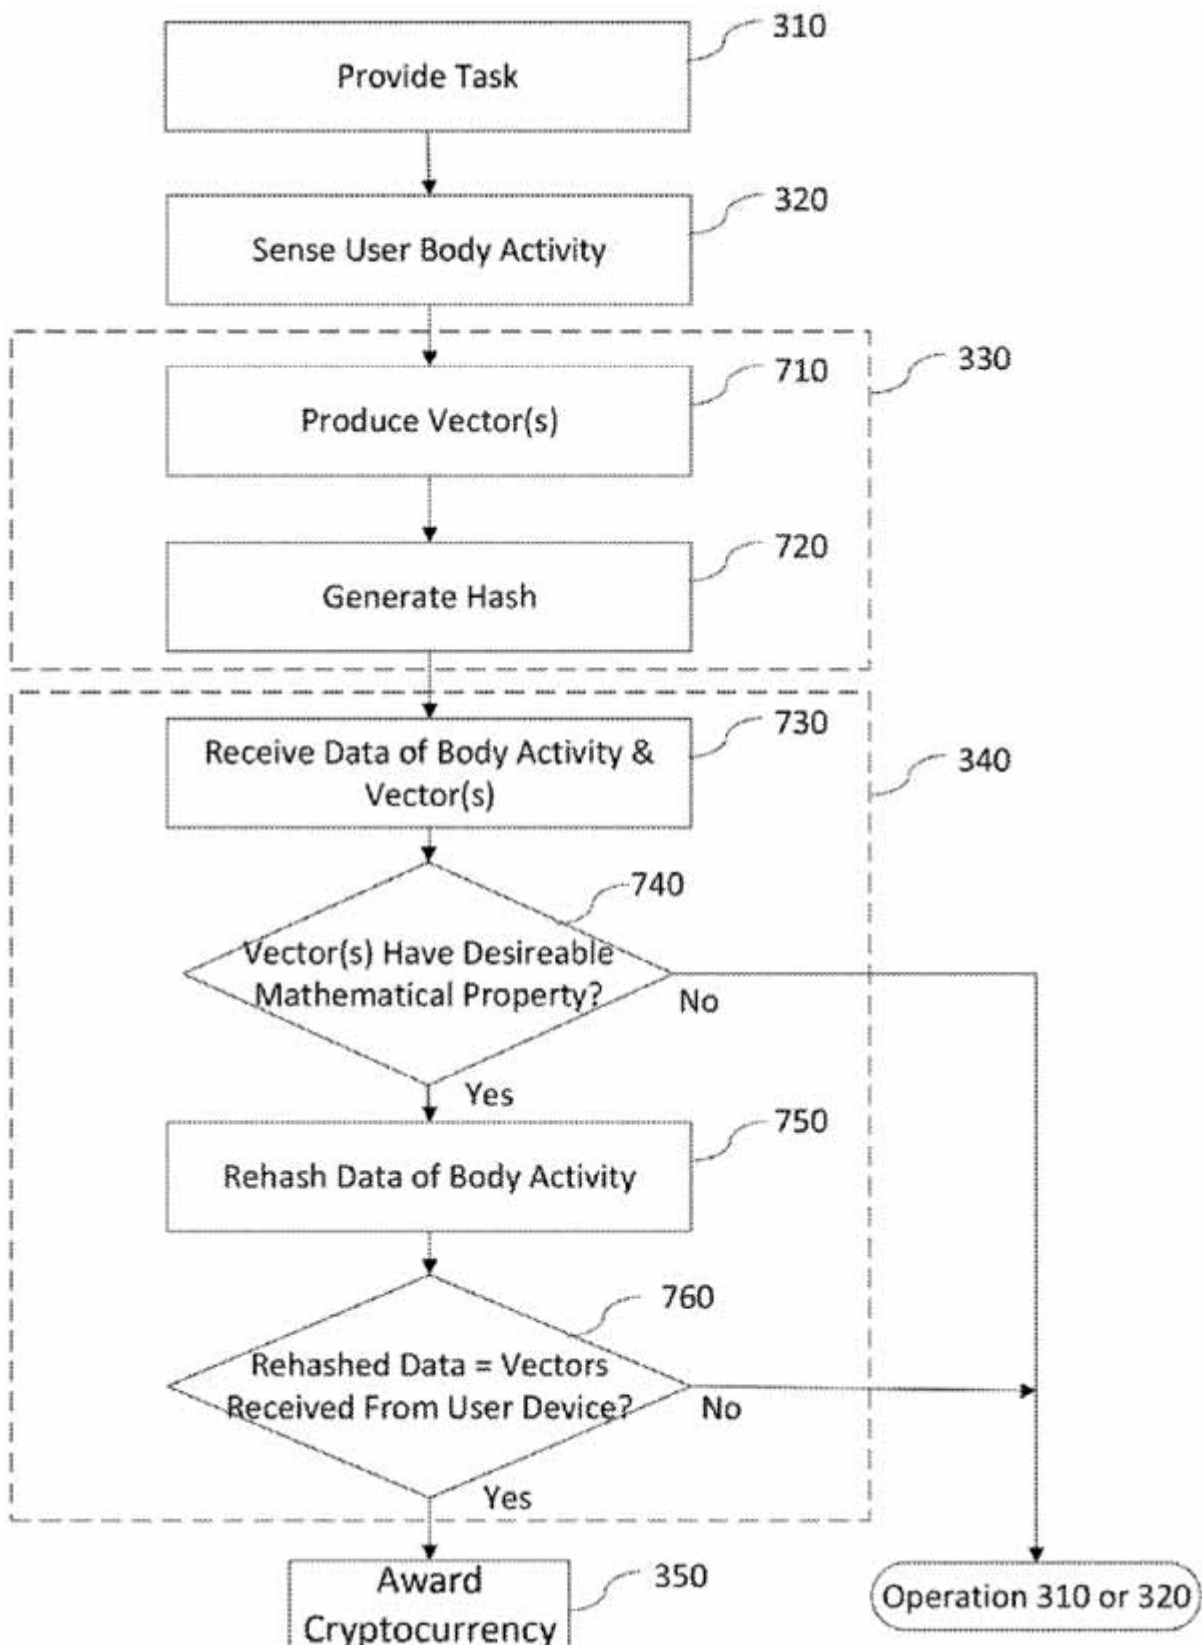 310
Provide Task
320
Sense User Body Activity
330
710
Produce Vector(s)
720
Generate Hash
730
Receive Data of Body Activity &
Vector(s)
340
740
Vector(s) Have Desireable
Mathematical Property?
No
Yes
750
Rehash Data of Body Activity
760
Rehashed Data = Vectors
Received From User Device?
No
Yes
350
Award
Cryptocurrency
Operation 310 or 320